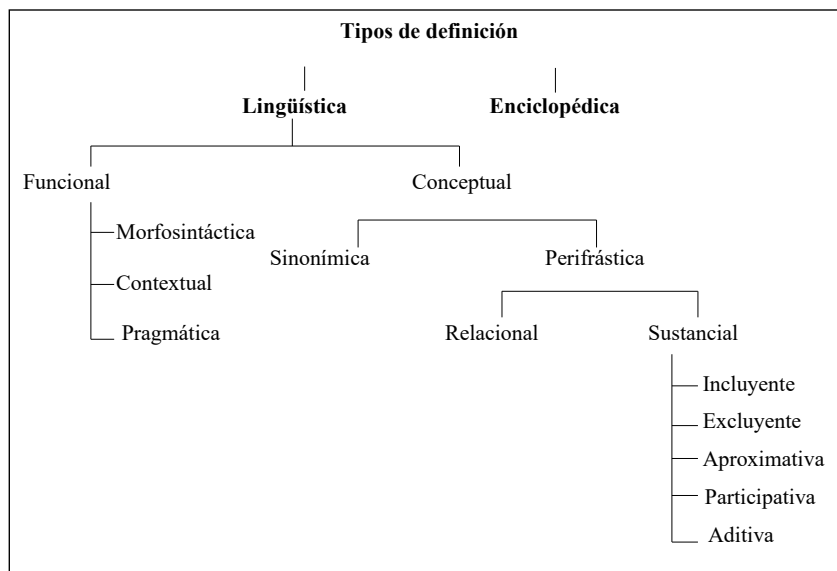 Tipos de definición
Lingüística Enciclopédica
Funcional Conceptual
Morfosintáctica
Sinonímica Perifrástica
Contextual
Pragmática Relacional Sustancial
Incluyente
Excluyente
Aproximativa
Participativa
Aditiva